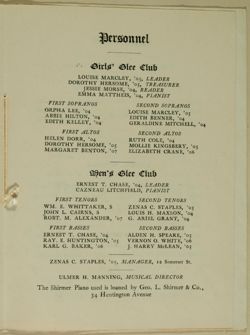 Personnel
Girls' Glee Club
LOUISE MARCLEY, '05, LEADER
DOROTHY HERSOME, '05, TREASURER
JESSIE MORSE, '04, READER
EMMA MATTHEIS, '04, PIANIST
FIRST SOPRANOS
ORPHA LEE, '04
ABBIE HILTON, '04
EDITH KELLEY, '04
SECOND SOPRANOS
LOUISE MARCLEY, '05
EDITH BENNER, '04
GERALDINE MITCHELL, '04
FIRST ALTOS
HELEN DORR, '04
DOROTHY HERSOME, '05
MARGARET BENTON, '07
SECOND ALTOS
RUTH COLT, '04
MOLLIE KINGSBERY, '05
ELIZABETH CRANE, '06
Men's Glee Club
ERNEST T. CHASE, '04, LEADER
CAZNEAU LITCHFIELD, PIANIST
FIRST TENORS
WM. E. WHITTAKER, S
JOHN L. CAIRNS, S
ROBT. M. ALEXANDER, '07
SECOND TENORS
ZENAS C. STAPLES, '05
LOUIS H. MAXSON, '04
G. ABIEL GRANT, '04
FIRST BASSES
ERNEST T. CHASE, '04
RAY E. HUNTINGTON, '05
KARL G. BAKER, '06
SECOND BASSES
ALDEN H. SPEARE, '07
VERNON G. WHITE, '06
J. HARRY McLEAN, '05
ZENAS C. STAPLES, '05, MANAGER, 12 Somerset St.
ULMER H. MANNING, MUSICAL DIRECTOR
The Shirmer Piano used is loaned by Geo. L. Shirmer & Co.,
34 Huntington Avenue